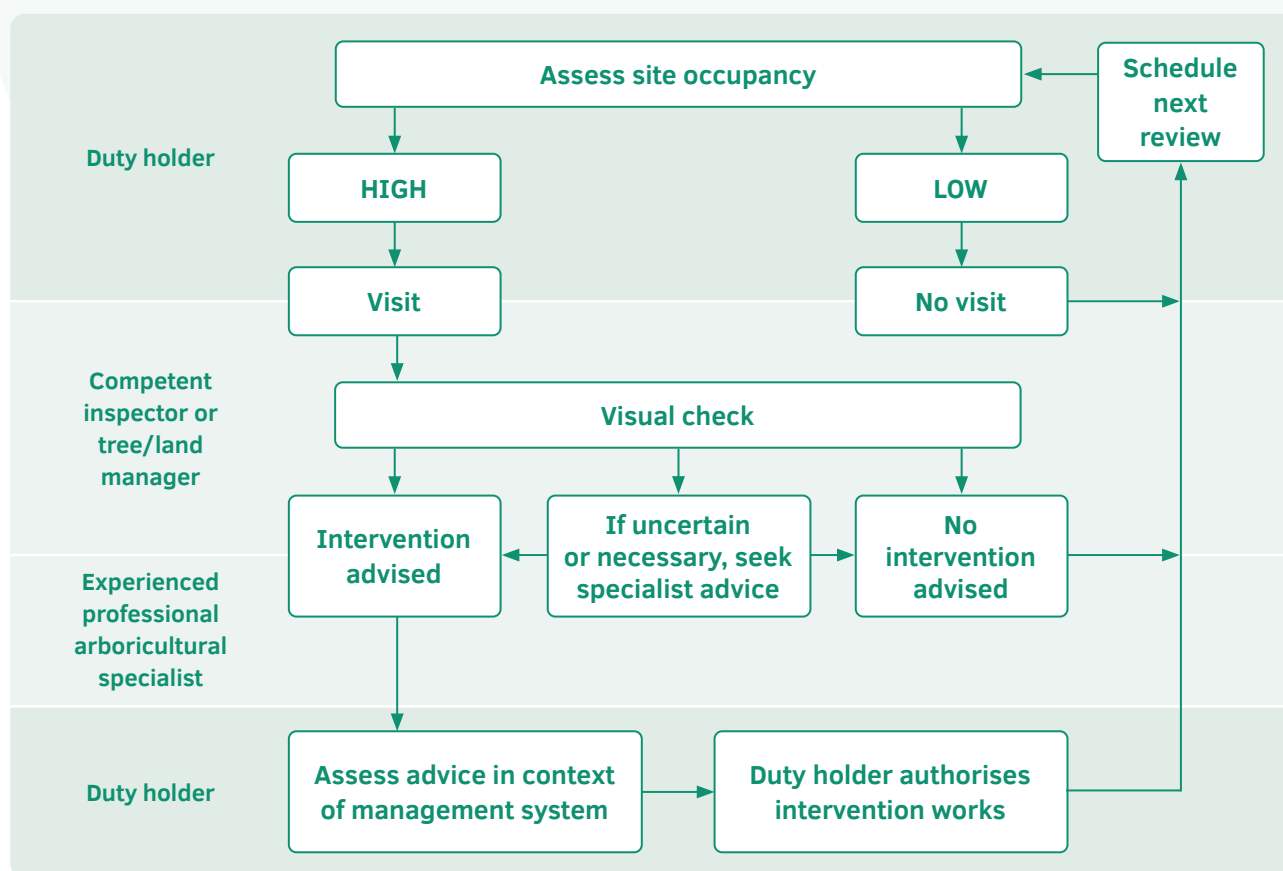 Assess site occupancy
Schedule
next
review
Duty holder
HIGH
LOW
Visit
No visit
Competent
inspector or
tree/land
manager
Visual check
Intervention
advised
If uncertain
or necessary, seek
specialist advice
No
intervention
advised
Experienced
professional
arboricultural
specialist
Duty holder
Assess advice in context
of management system
Duty holder authorises
intervention works